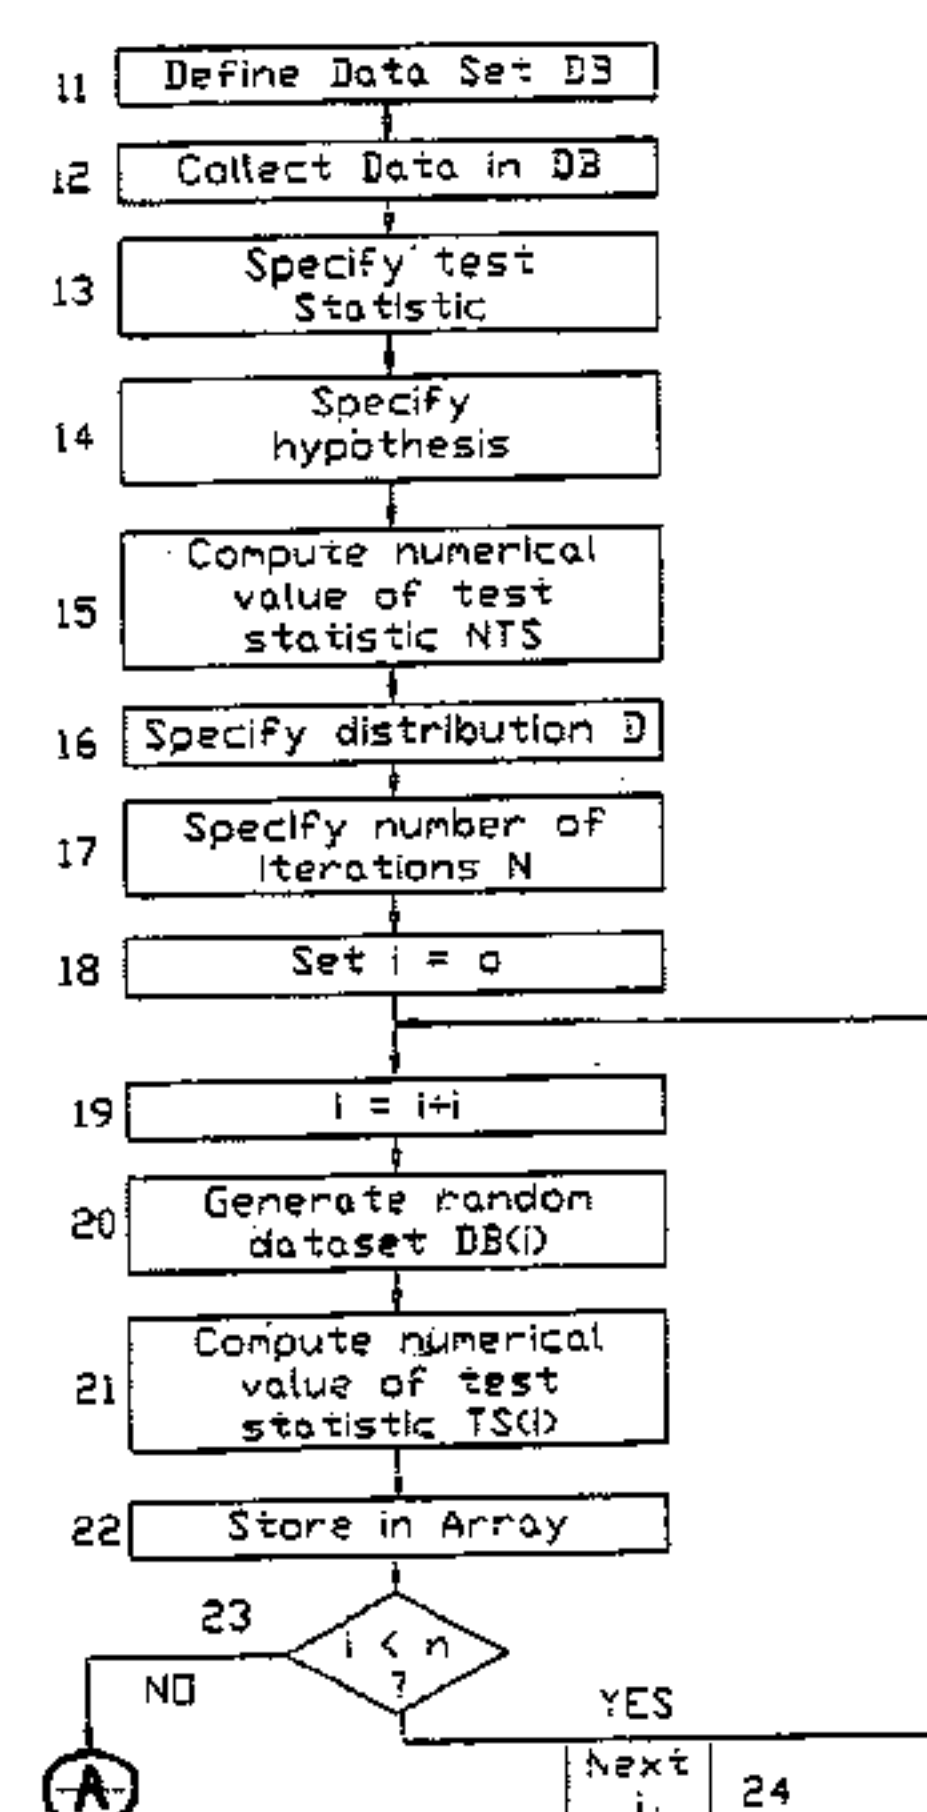 11
Define Data Set DB
12
Collect Data in DB
13
Specify test
Statistic
14
Specify
hypothesis
15
Compute numerical
value of test
statistic NTS
16
Specify distribution D
17
Specify number of
Iterations N
18
Set i = o
19
i = i+i
20
Generate randon
dataset DB(i)
21
Compute numerical
value of test
statistic TS(i)
22
Store in Array
23
i < n
?
NO
YES
A
Next
i.
24